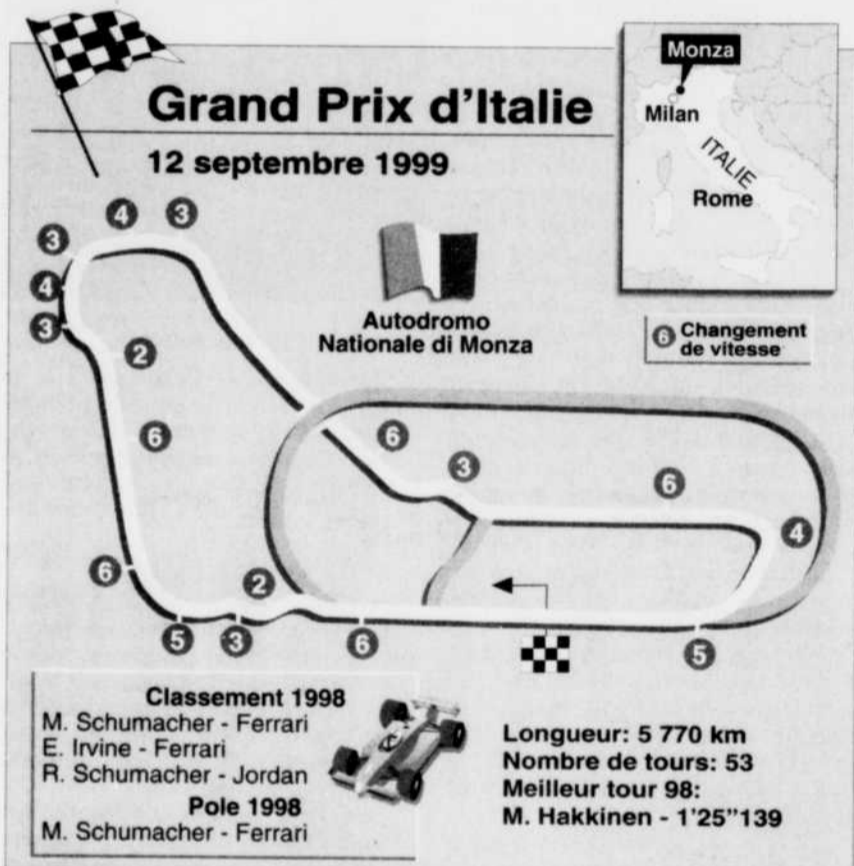 Grand Prix d'Italie
12 septembre 1999
Monza
Milan
ITALIE
Rome
Autodromo
Nationale di Monza
6 Changement
de vitesse
3
4
3
4
3
2
6
6
5
3
2
6
6
3
6
4
5
Classement 1998
M. Schumacher - Ferrari
E. Irvine - Ferrari
R. Schumacher - Jordan
Pole 1998
M. Schumacher - Ferrari
Longueur: 5 770 km
Nombre de tours: 53
Meilleur tour 98:
M. Hakkinen - 1'25"139